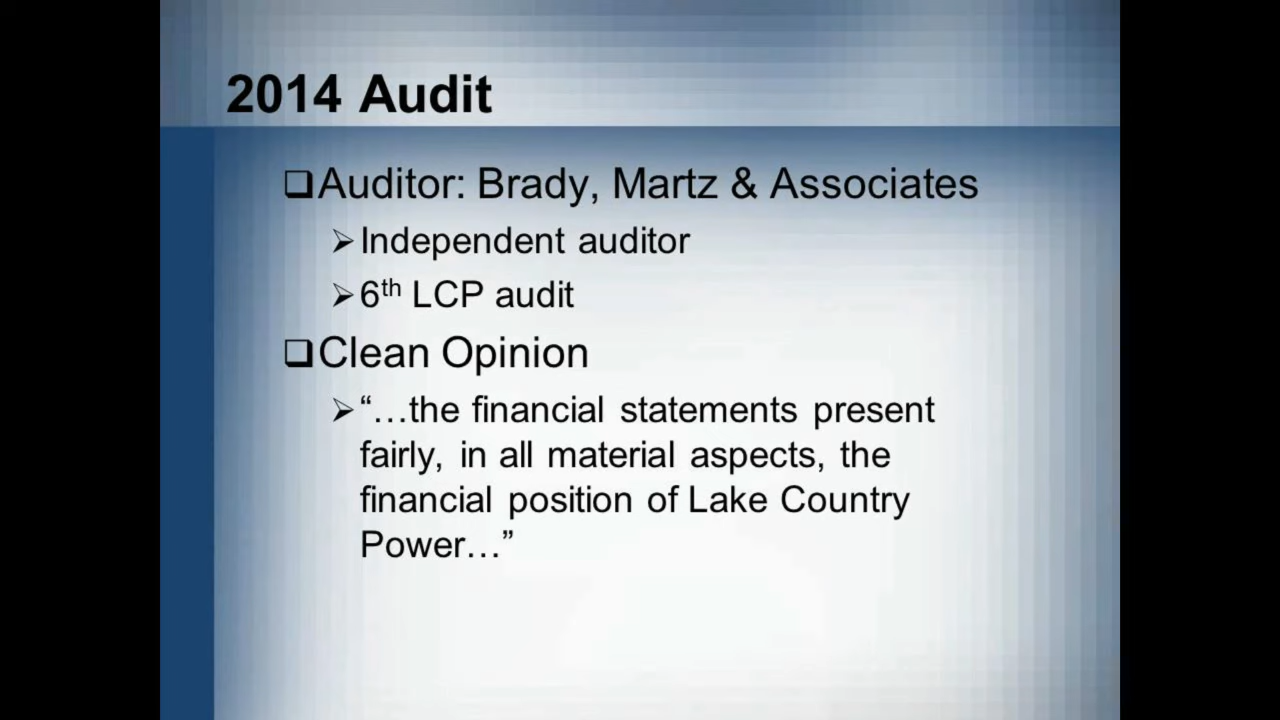 2014 Audit
❑Auditor: Brady, Martz & Associates
➢Independent auditor
➢6th LCP audit
❑Clean Opinion
➢“…the financial statements present
fairly, in all material aspects, the
financial position of Lake Country
Power…”